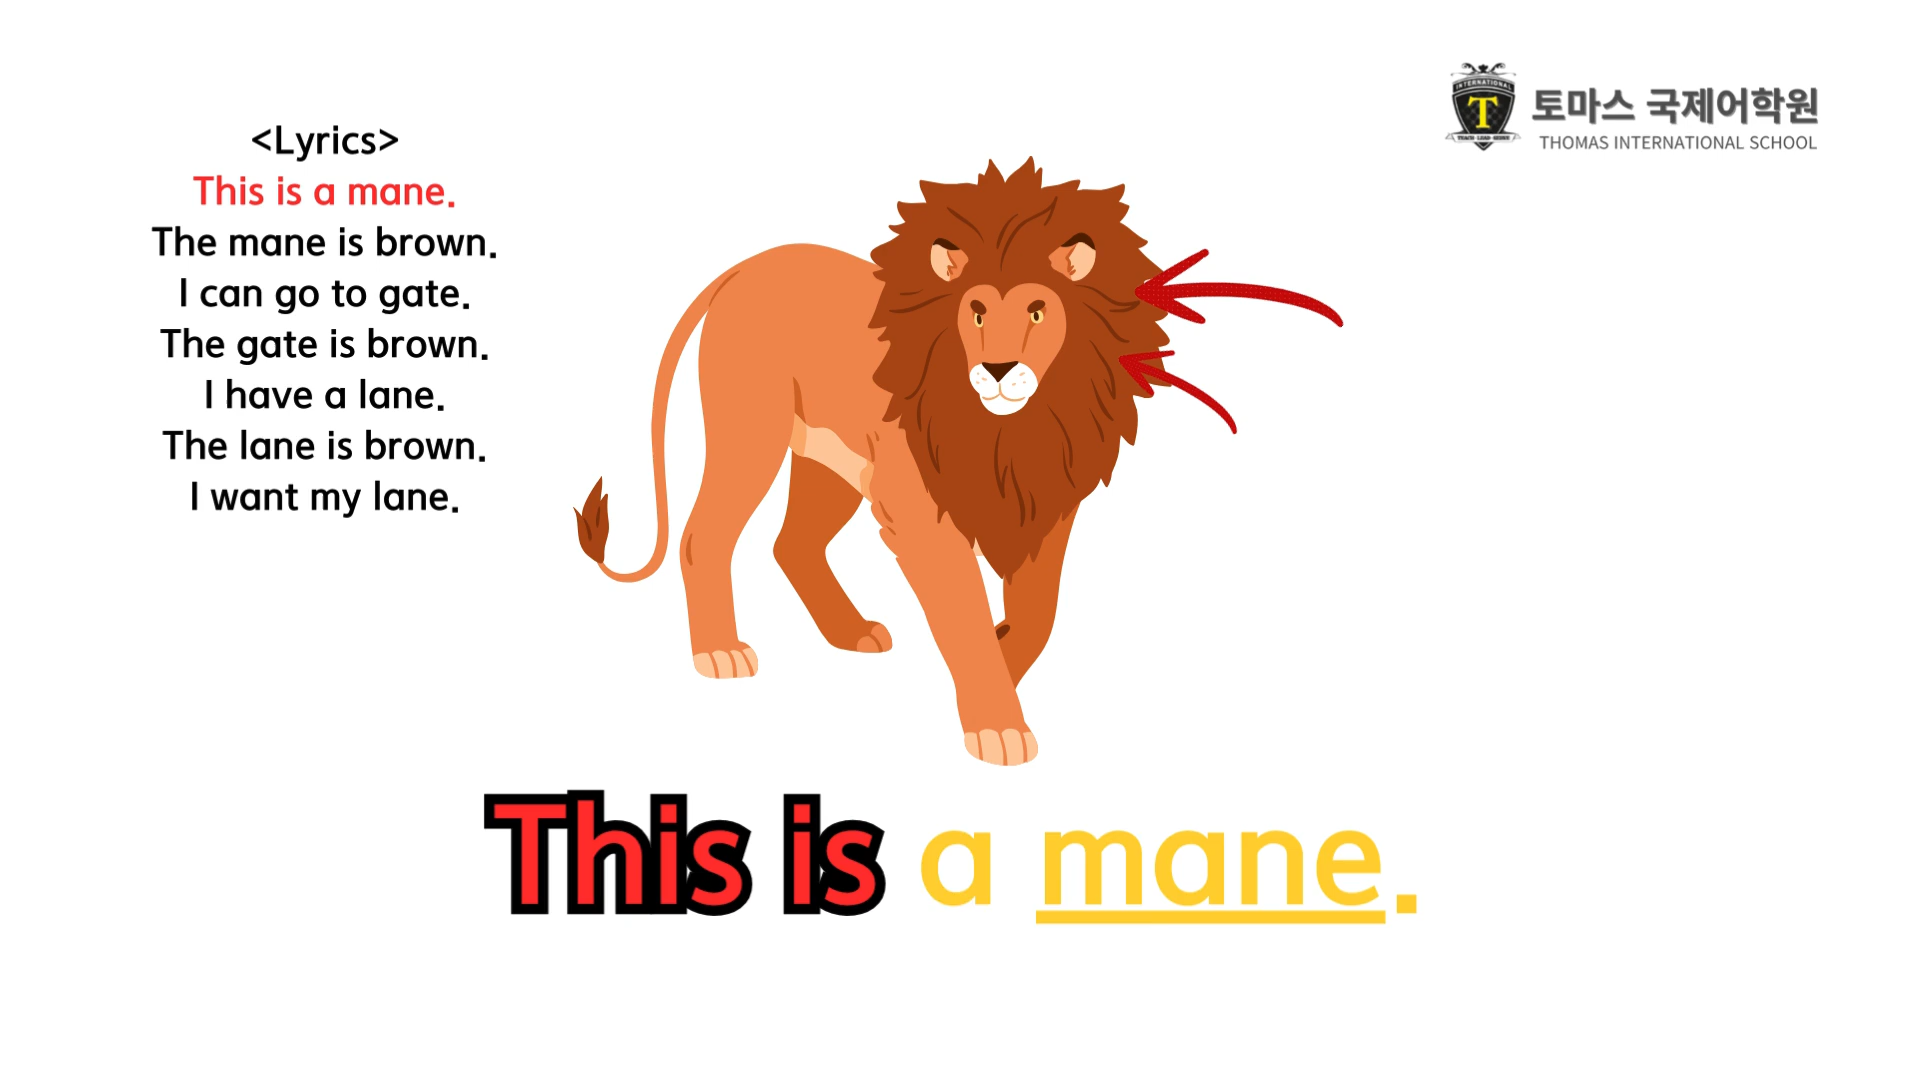 <Lyrics>
This is a mane.
The mane is brown.
I can go to gate.
The gate is brown.
I have a lane.
The lane is brown.
I want my lane.
INTERNATIONAL
T
토마스 국제어학원
THOMAS INTERNATIONAL SCHOOL
This is a mane.